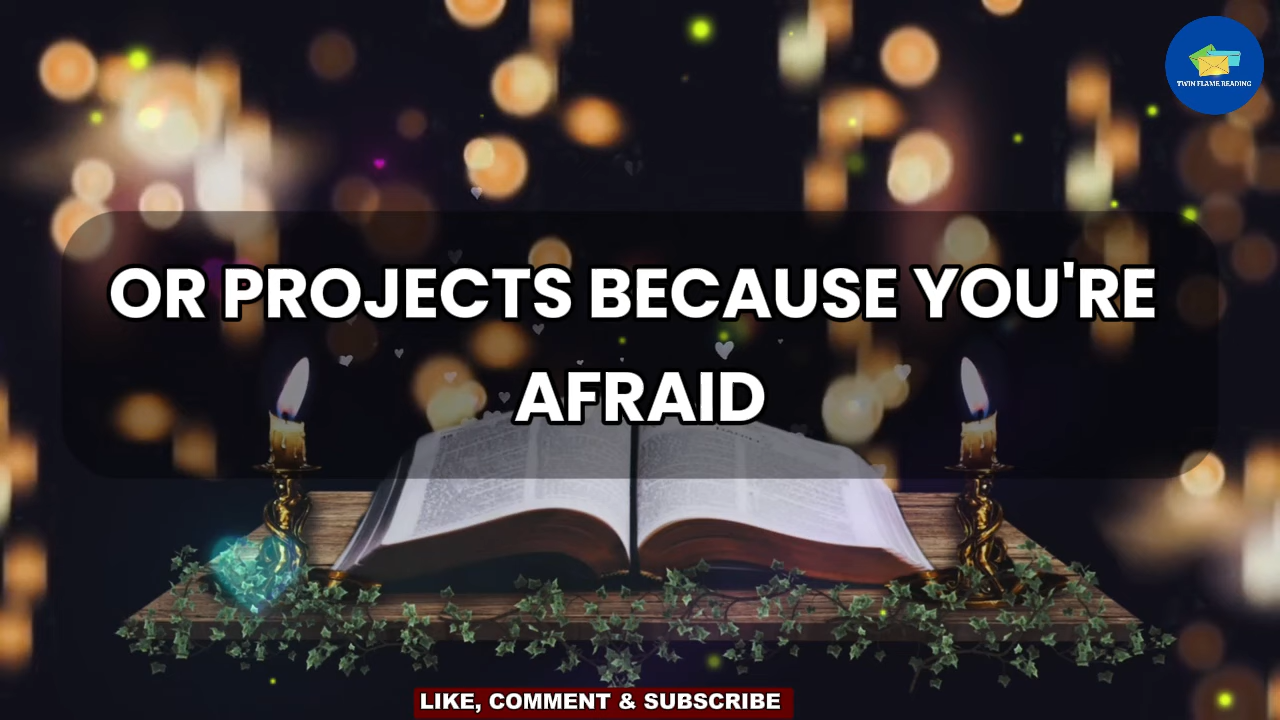 TWIN FLAME READING
OR PROJECTS BECAUSE YOU'RE
AFRAID
LIKE, COMMENT & SUBSCRIBE